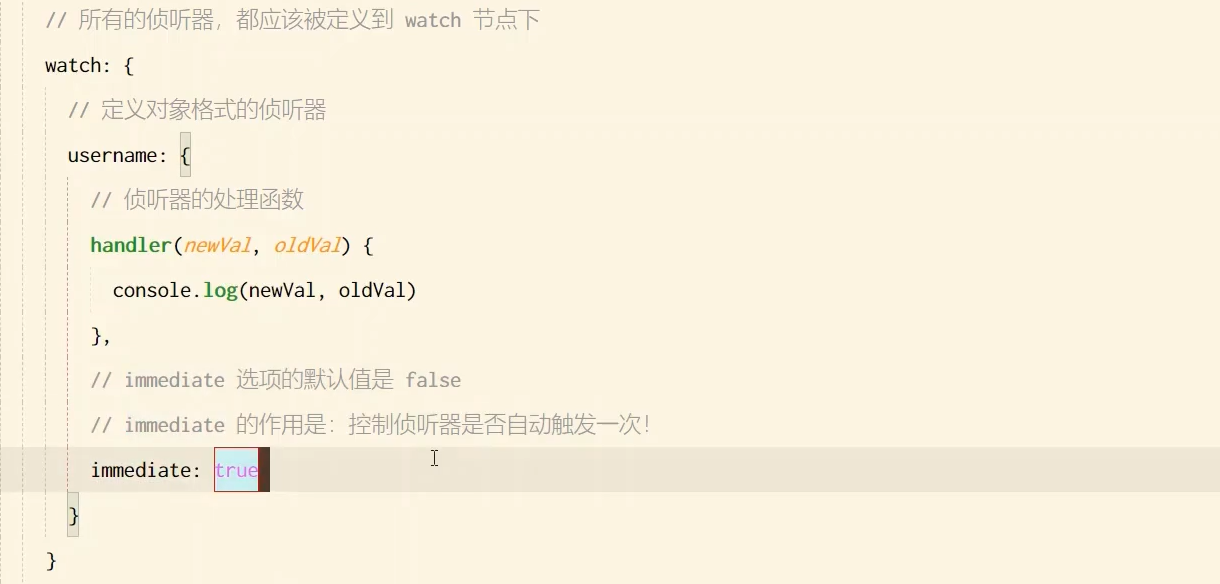 // 所有的侦听器，都应该被定义到 watch 节点下
watch: {
// 定义对象格式的侦听器
username: {
// 侦听器的处理函数
handler(newVal, oldVal) {
console.log(newVal, oldVal)
},
// immediate 选项的默认值是 false
// immediate 的作用是：控制侦听器是否自动触发一次！
immediate: true
}
}